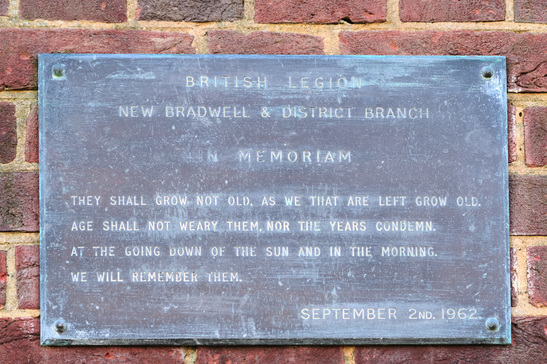 BRITISH LEGION
NEW BRADWELL & DISTRICT BRANCH
IN MEMORIAM
THEY SHALL GROW NOT OLD, AS WE THAT ARE LEFT GROW OLD.
AGE SHALL NOT WEARY THEM, NOR THE YEARS CONDEMN.
AT THE GOING DOWN OF THE SUN AND IN THE MORNING.
WE WILL REMEMBER THEM.
SEPTEMBER 2ND. 1962.